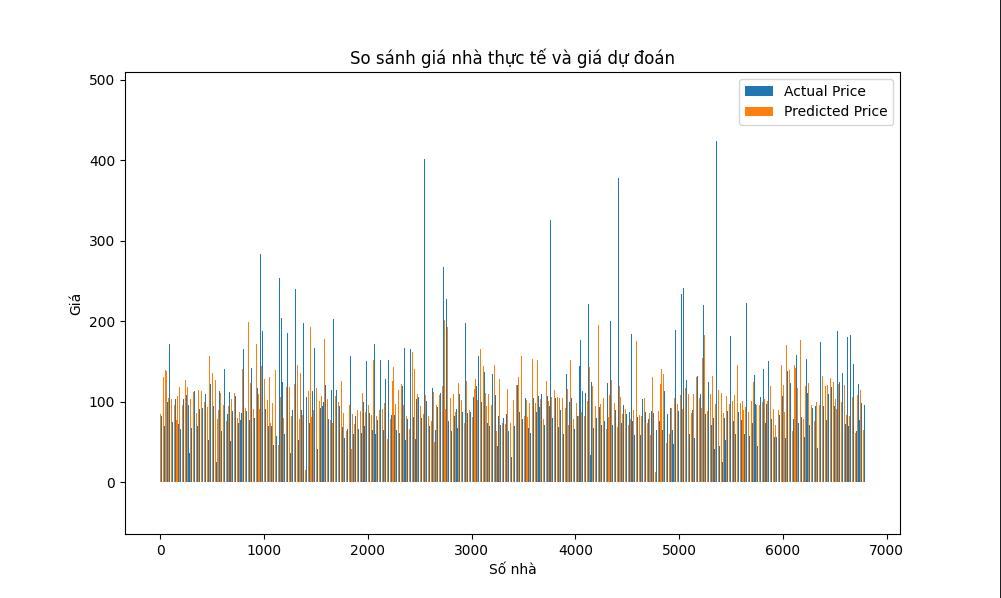 So sánh giá nhà thực tế và giá dự đoán
Actual Price
Predicted Price
Giá
500
400
300
200
100
0
0 1000 2000 3000 4000 5000 6000 7000
Số nhà